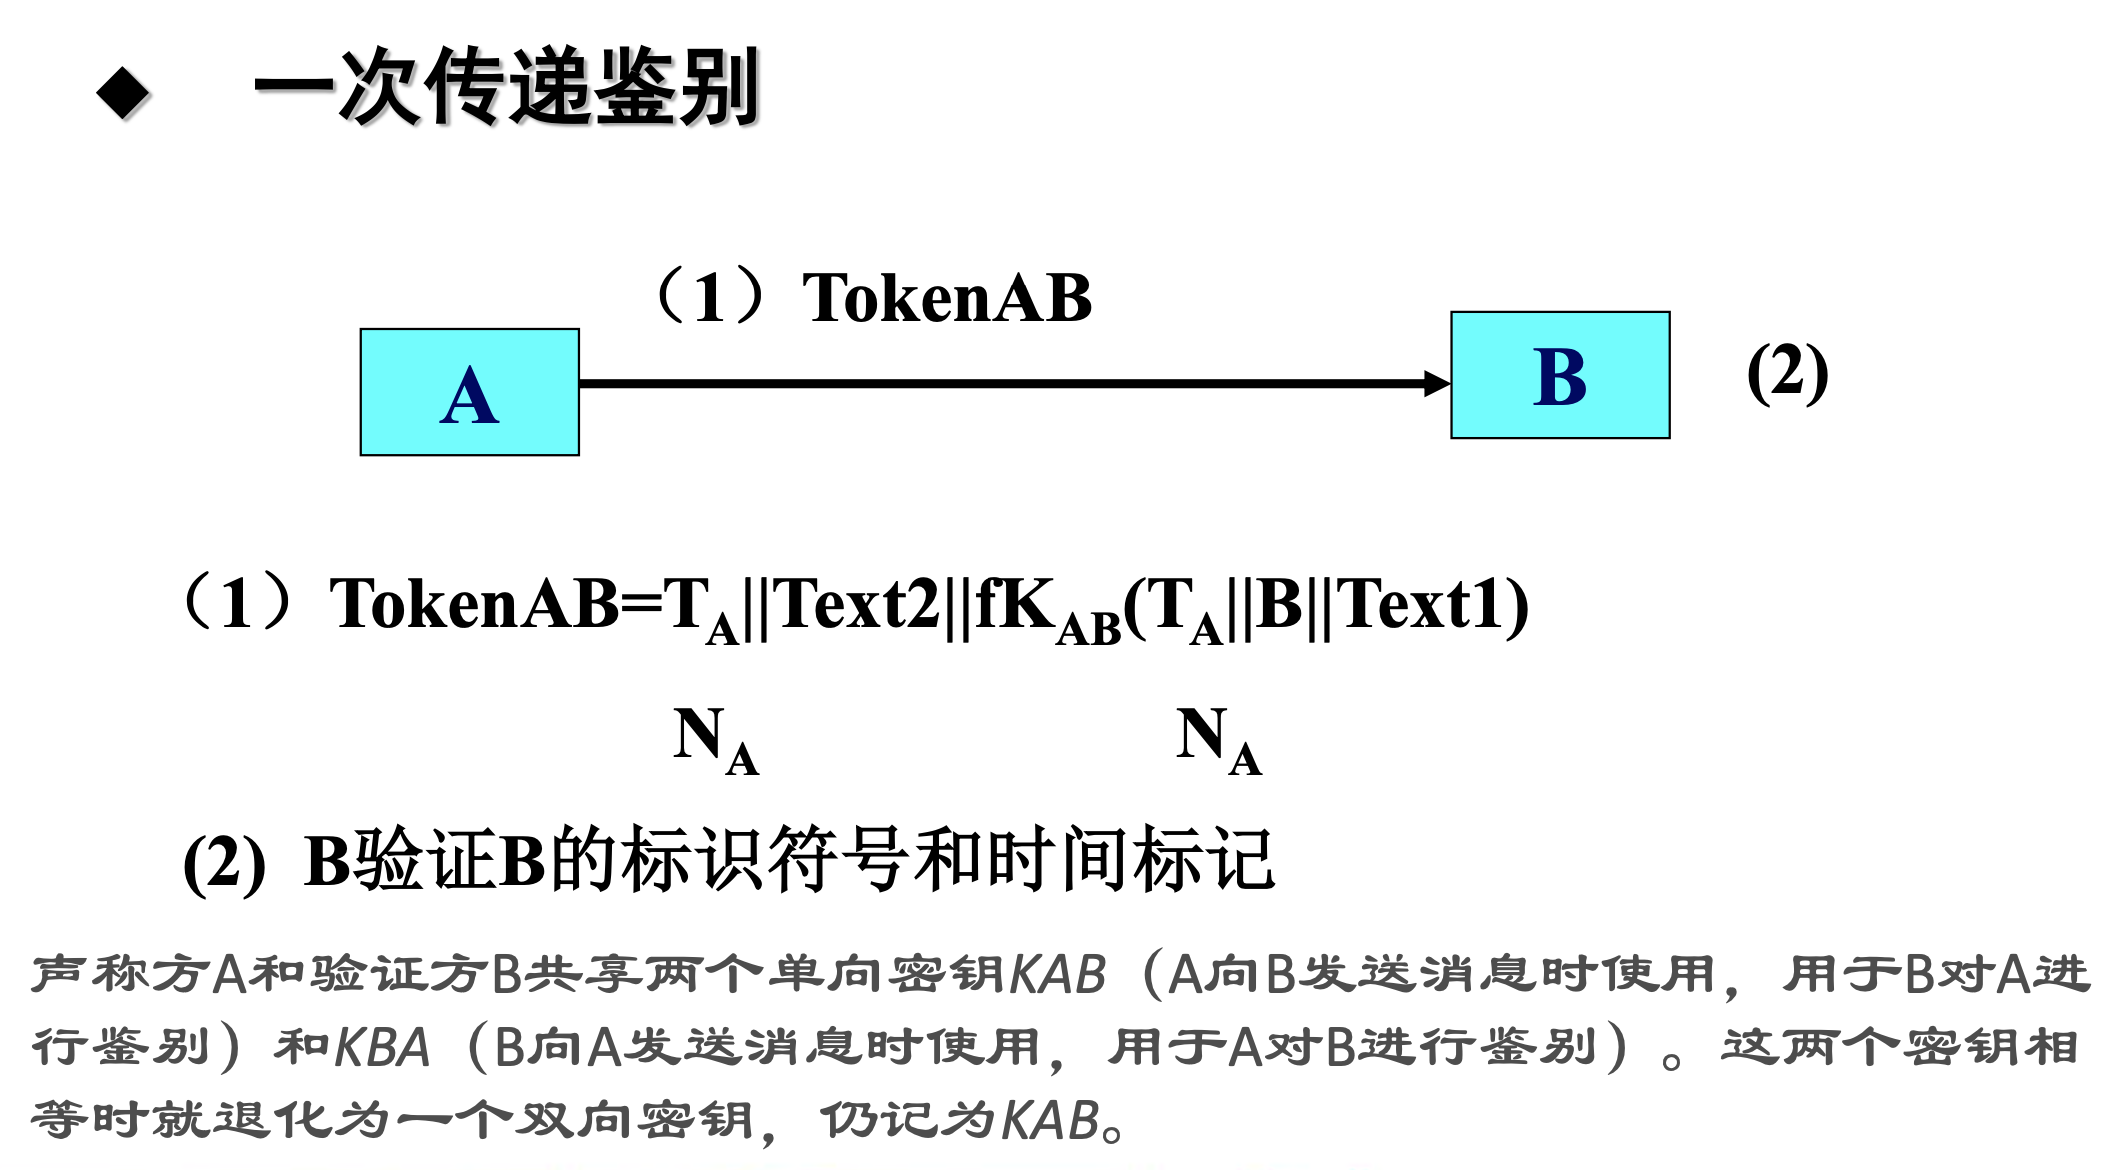 ◆ 一次传递鉴别
（1）TokenAB
A
B
(2)
（1）TokenAB=T_A||Text2||fK_AB(T_A||B||Text1)
N_A N_A
(2) B验证B的标识符号和时间标记
声称方A和验证方B共享两个单向密钥KAB（A向B发送消息时使用，用于B对A进
行鉴别）和KBA（B向A发送消息时使用，用于A对B进行鉴别）。这两个密钥相
等时就退化为一个双向密钥，仍记为KAB。